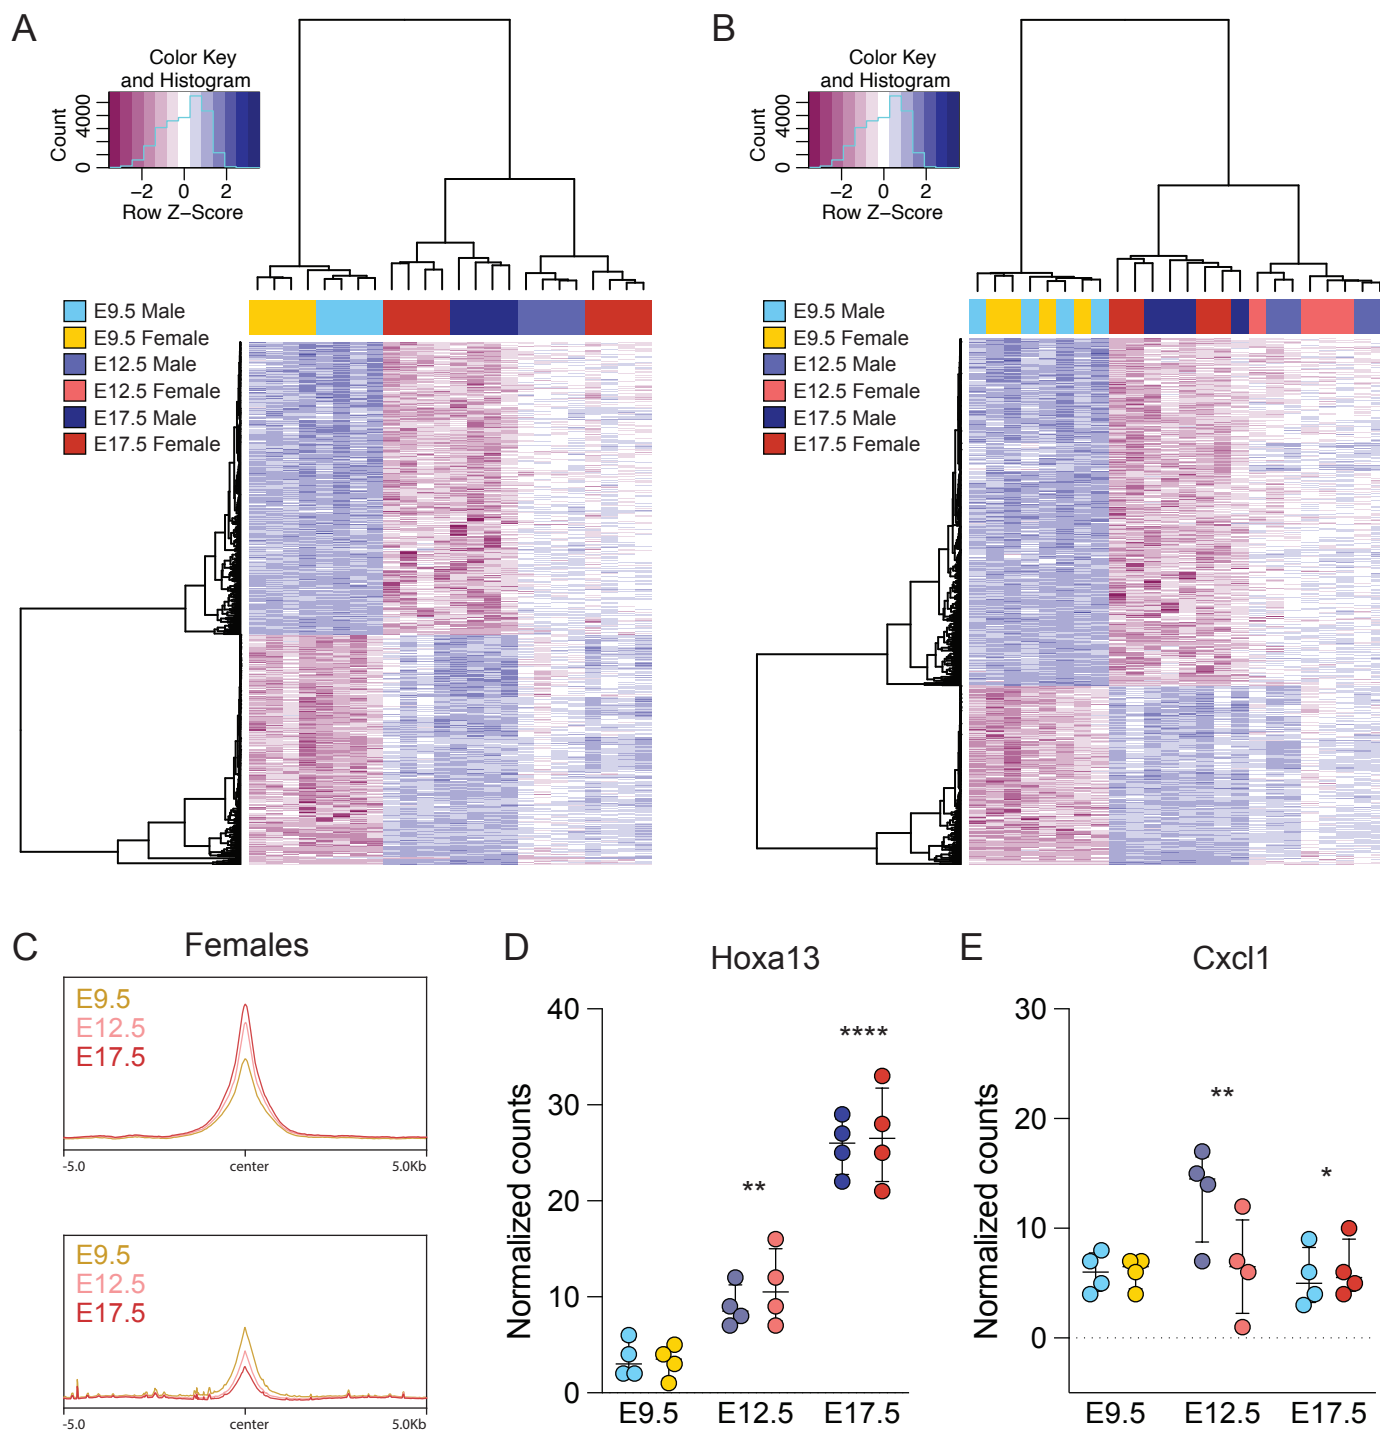 A
Color Key
and Histogram
Count
0
4000
−2 0 2
Row Z−Score
E9.5 Male
E9.5 Female
E12.5 Male
E12.5 Female
E17.5 Male
E17.5 Female
B
Color Key
and Histogram
Count
0
4000
−2 0 2
Row Z−Score
E9.5 Male
E9.5 Female
E12.5 Male
E12.5 Female
E17.5 Male
E17.5 Female
C
Females
E9.5
E12.5
E17.5
-5.0 center 5.0Kb
E9.5
E12.5
E17.5
-5.0 center 5.0Kb
D
Hoxa13
Normalized counts
40
30
20
10
0
**
****
E9.5 E12.5 E17.5
E
Cxcl1
Normalized counts
30
20
10
0
**
*
E9.5 E12.5 E17.5